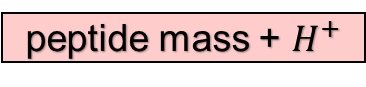 peptide mass + H⁺